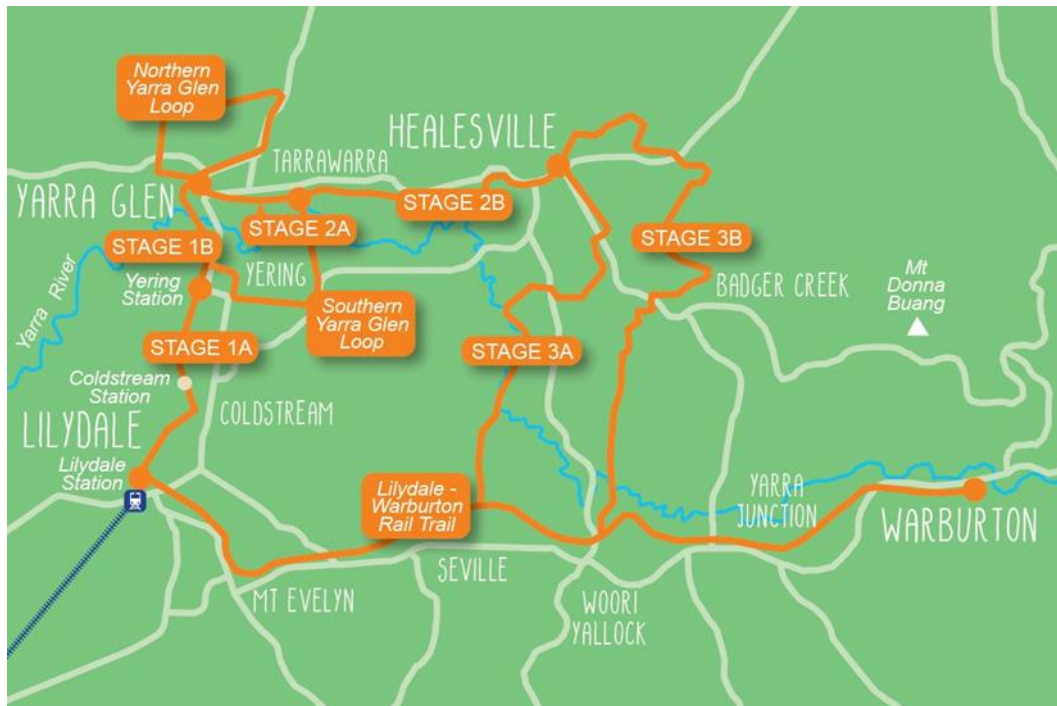 Northern
Yarra Glen
Loop
HEALESVILLE
TARRAWARRA
YARRA GLEN
STAGE 2B
STAGE 2A
STAGE 1B
STAGE 3B
YERING
Yarra River
Yering
Station
BADGER CREEK
Mt
Donna
Buang
Southern
Yarra Glen
Loop
STAGE 1A
STAGE 3A
Coldstream
Station
COLDSTREAM
LILYDALE
Lilydale
Station
Lilydale -
Warburton
Rail Trail
YARRA
JUNCTION
WARBURTON
SEVILLE
MT EVELYN
WOORI
YALLOCK